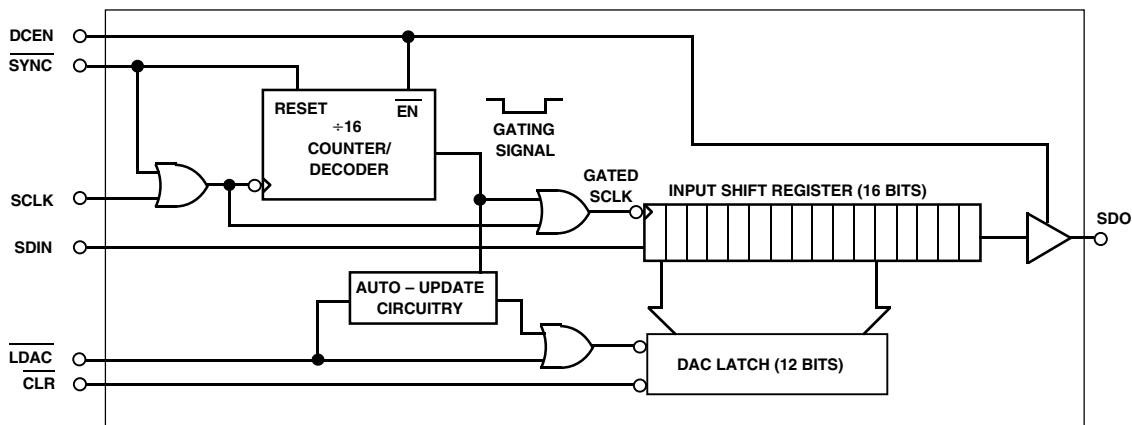 DCEN
SYNC
RESET
EN
÷16
COUNTER/
DECODER
GATING
SIGNAL
GATED
SCLK
INPUT SHIFT REGISTER (16 BITS)
SCLK
SDO
SDIN
AUTO – UPDATE
CIRCUITRY
LDAC
DAC LATCH (12 BITS)
CLR